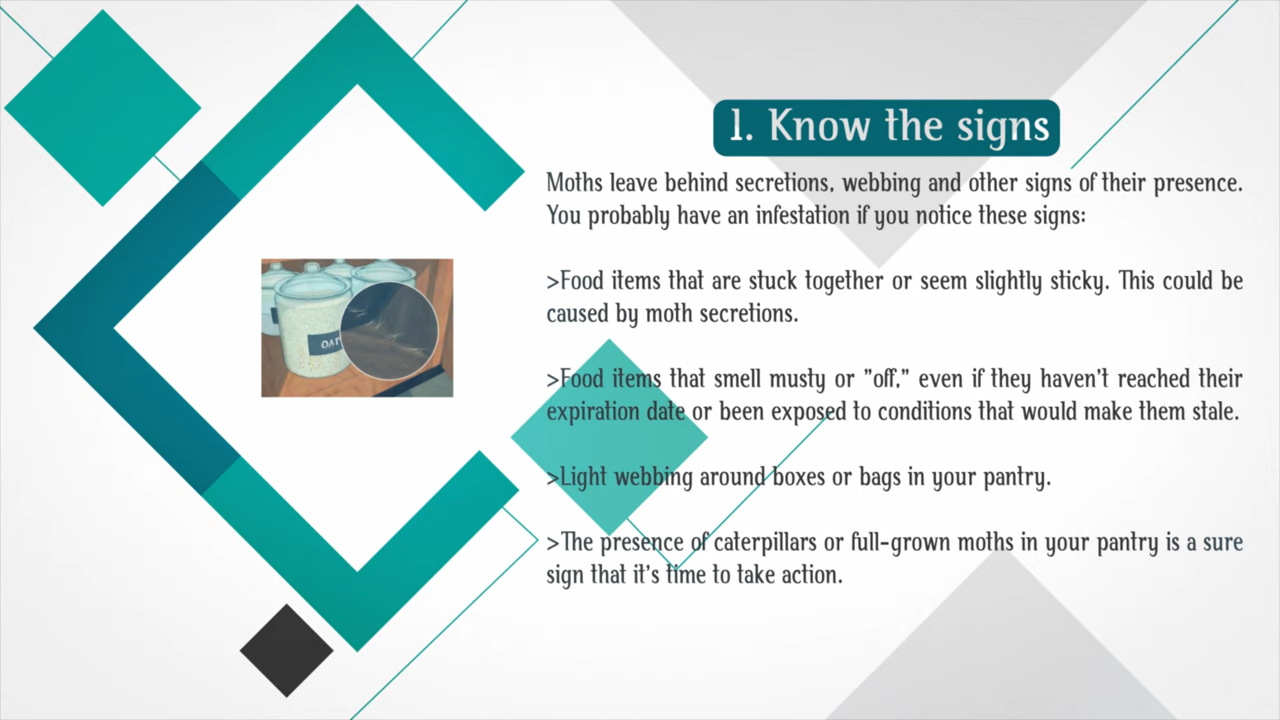 1. Know the signs
Moths leave behind secretions, webbing and other signs of their presence.
You probably have an infestation if you notice these signs:
>Food items that are stuck together or seem slightly sticky. This could be
caused by moth secretions.
>Food items that smell musty or "off," even if they haven't reached their
expiration date or been exposed to conditions that would make them stale.
>Light webbing around boxes or bags in your pantry.
>The presence of caterpillars or full-grown moths in your pantry is a sure
sign that it's time to take action.